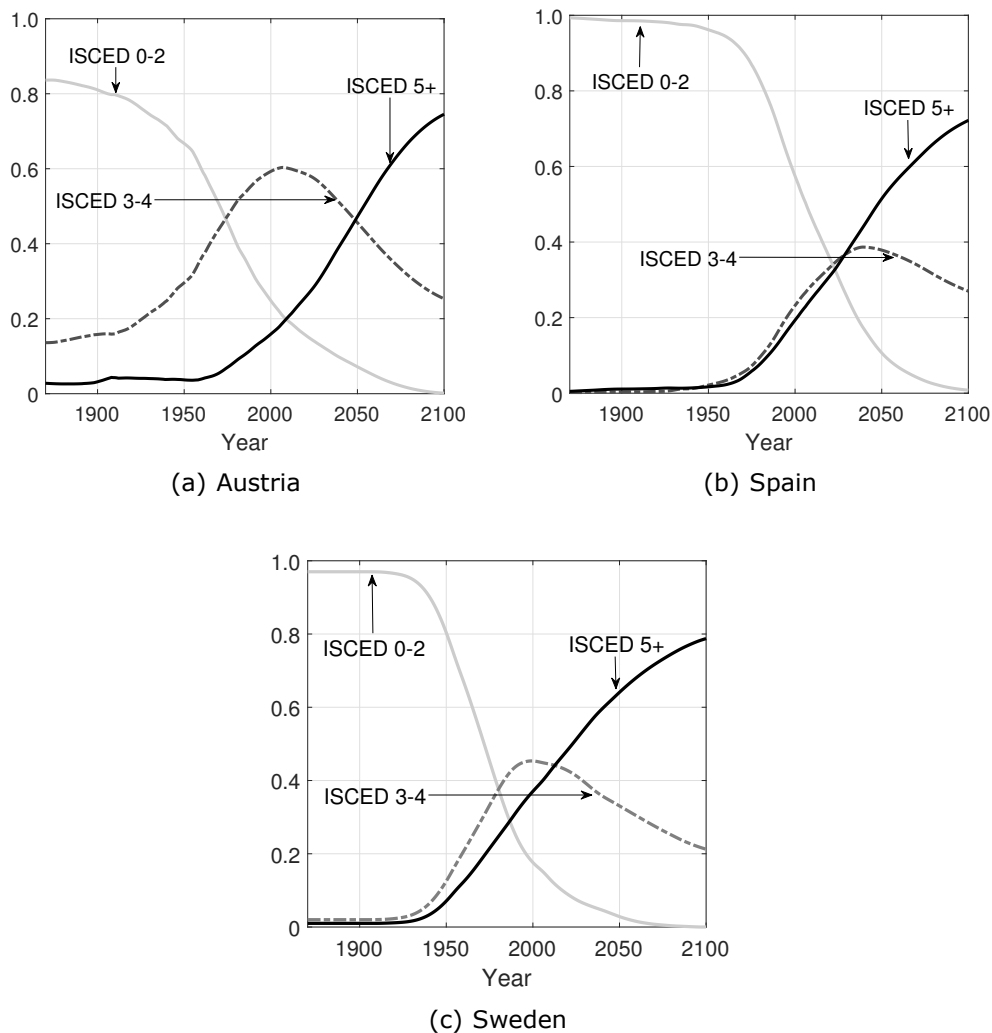 1.0
0.8
0.6
0.4
0.2
0
ISCED 0-2
ISCED 5+
ISCED 3-4
1900 1950 2000 2050 2100
Year
(a) Austria
1.0
0.8
0.6
0.4
0.2
0
ISCED 0-2
ISCED 5+
ISCED 3-4
1900 1950 2000 2050 2100
Year
(b) Spain
1.0
0.8
0.6
0.4
0.2
0
ISCED 0-2
ISCED 5+
ISCED 3-4
1900 1950 2000 2050 2100
Year
(c) Sweden